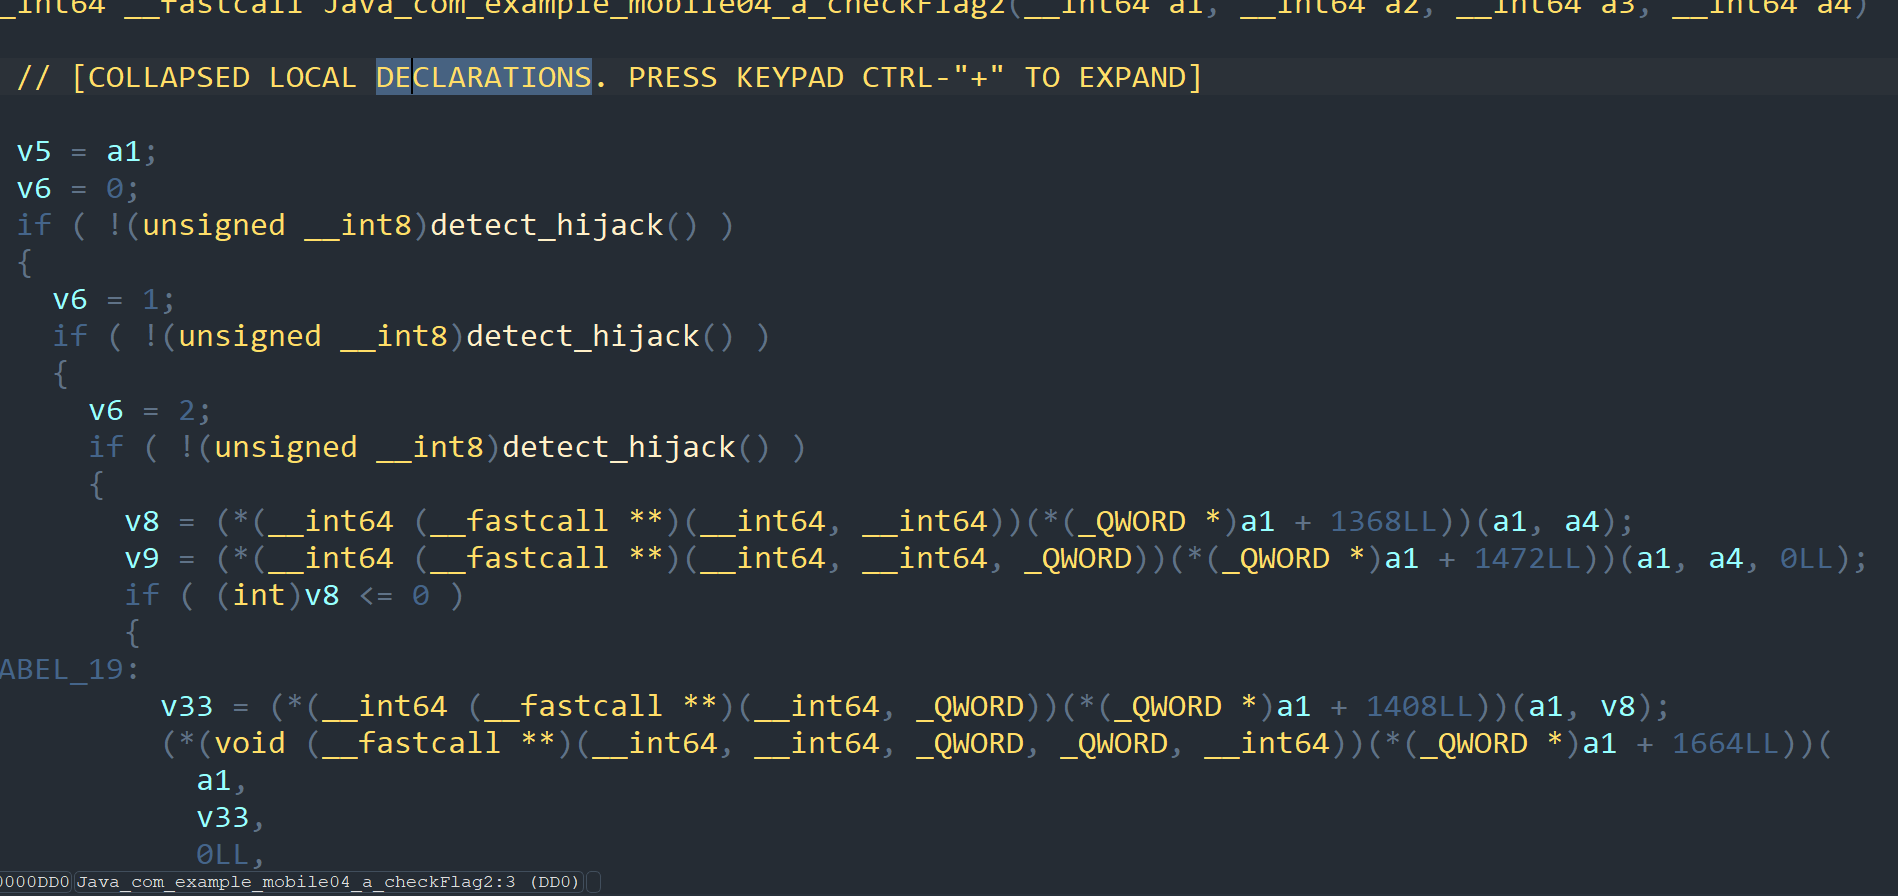 _int64 __fastcall Java_com_example_mobile04_a_checkFlag2(__int64 a1, __int64 a2, __int64 a3, __int64 a4)
// [COLLAPSED LOCAL DECLARATIONS. PRESS KEYPAD CTRL-"+" TO EXPAND]
v5 = a1;
v6 = 0;
if ( !(unsigned __int8)detect_hijack() )
{
v6 = 1;
if ( !(unsigned __int8)detect_hijack() )
{
v6 = 2;
if ( !(unsigned __int8)detect_hijack() )
{
v8 = (*(__int64 (__fastcall **)(__int64, __int64))(*(_QWORD *)a1 + 1368LL))(a1, a4);
v9 = (*(__int64 (__fastcall **)(__int64, __int64, _QWORD))(*(_QWORD *)a1 + 1472LL))(a1, a4, 0LL);
if ( (int)v8 <= 0 )
{
ABEL_19:
v33 = (*(__int64 (__fastcall **)(__int64, _QWORD))(*(_QWORD *)a1 + 1408LL))(a1, v8);
(*(void (__fastcall **)(__int64, __int64, _QWORD, _QWORD, __int64))(*(_QWORD *)a1 + 1664LL))(
a1,
v33,
0LL,
0000DD0 Java_com_example_mobile04_a_checkFlag2:3 (DD0)